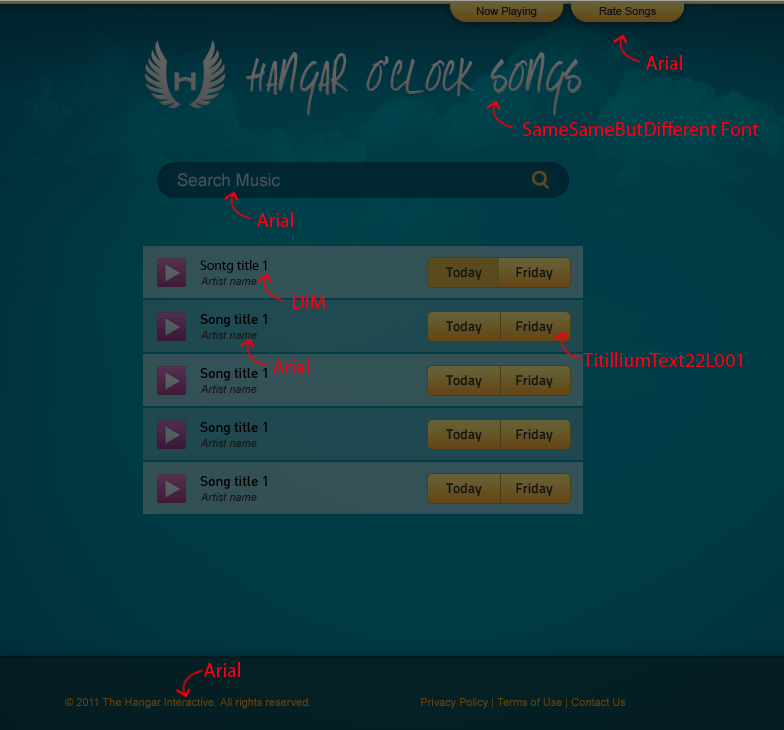 Now Playing Rate Songs
Arial
H HANGAR O'CLOCK SONGS
SameSameButDifferent Font
Search Music
Arial
Sontg title 1 Today Friday
Artist name
DIM
Song title 1 Today Friday
Artist name
Arial TitilliumText22L001
Song title 1 Today Friday
Artist name
Song title 1 Today Friday
Artist name
Song title 1 Today Friday
Artist name
Arial
© 2011 The Hangar Interactive. All rights reserved. Privacy Policy | Terms of Use | Contact Us